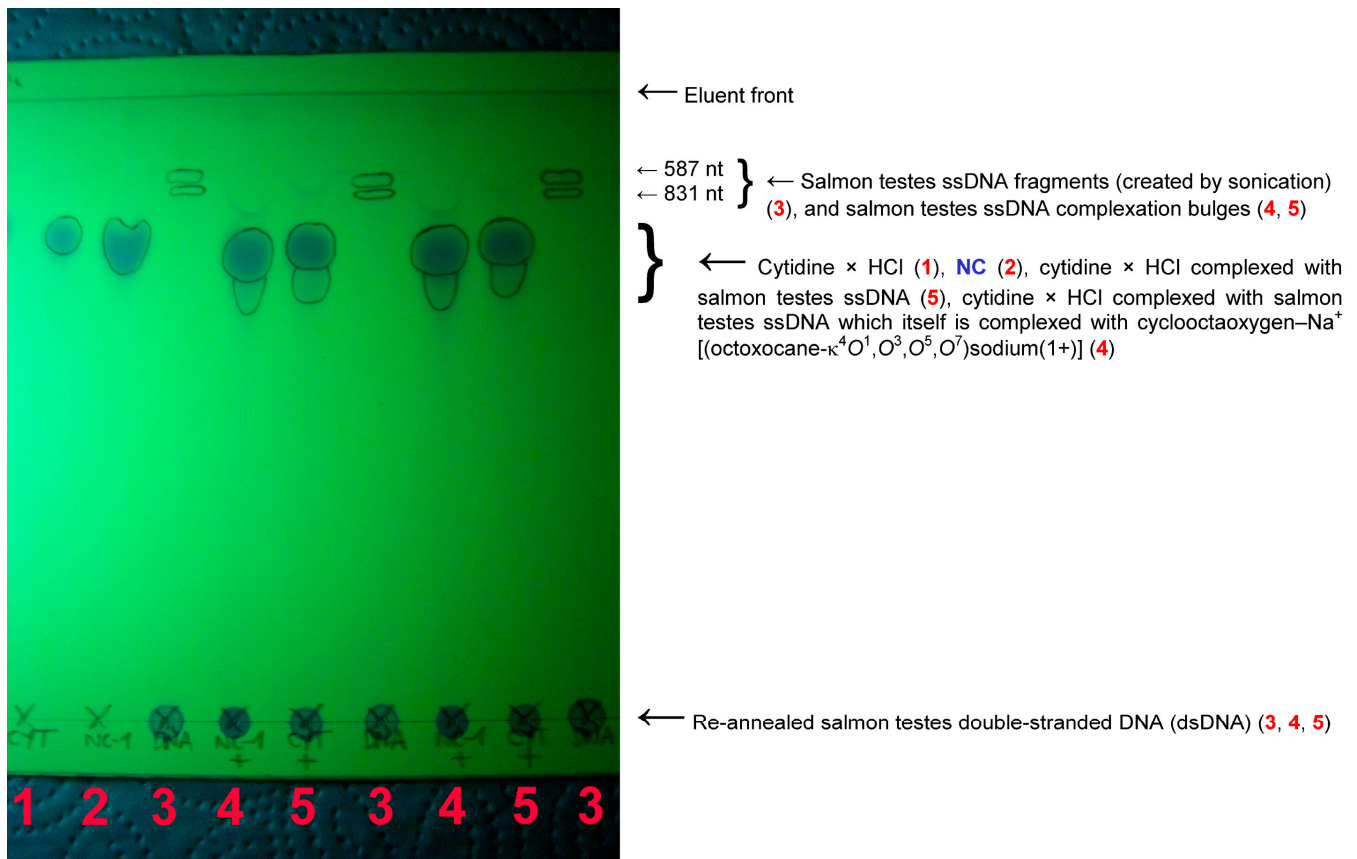 ← Eluent front
← 587 nt
← 831 nt
← Salmon testes ssDNA fragments (created by sonication)
(3), and salmon testes ssDNA complexation bulges (4, 5)
← Cytidine × HCl (1), NC (2), cytidine × HCl complexed with
salmon testes ssDNA (5), cytidine × HCl complexed with salmon
testes ssDNA which itself is complexed with cyclooctaoxygen–Na⁺
[(octoxocane-κ⁴O¹,O³,O⁵,O⁷)sodium(1+)] (4)
← Re-annealed salmon testes double-stranded DNA (dsDNA) (3, 4, 5)
X X X X X X X X X
CYT NC-1 DNA NC-1 CYT DNA NC-1 CYT DNA
+ + + +
1 2 3 4 5 3 4 5 3